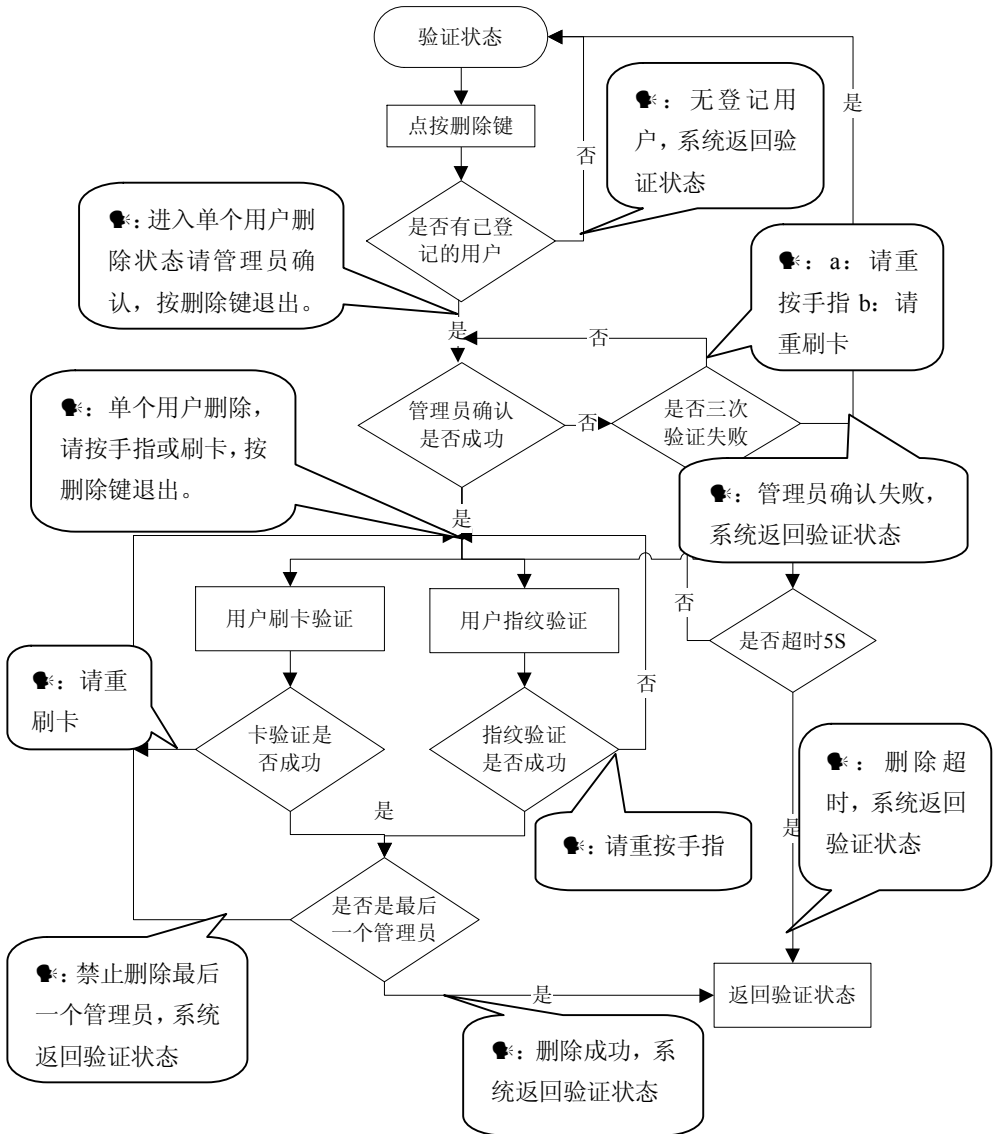 验证状态
点按删除键
🗣：无登记用
户，系统返回验
证状态
是
否
🗣：进入单个用户删
除状态请管理员确
认，按删除键退出。
是否有已登
记的用户
🗣：a：请重
按手指 b：请
重刷卡
是
否
🗣：单个用户删除，
请按手指或刷卡，按
删除键退出。
管理员确认
是否成功
否
是否三次
验证失败
🗣：管理员确认失败，
系统返回验证状态
是
用户刷卡验证
用户指纹验证
否
是否超时5S
🗣：请重
刷卡
卡验证是
否成功
指纹验证
是否成功
否
🗣：删除超
时，系统返回
验证状态
是
是
🗣：请重按手指
是否是最后
一个管理员
🗣：禁止删除最后
一个管理员，系统
返回验证状态
是
返回验证状态
🗣：删除成功，系
统返回验证状态